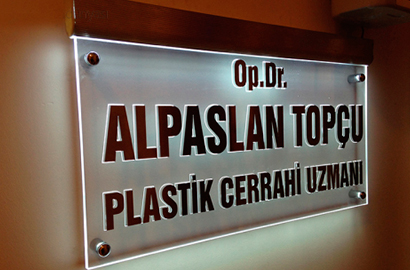 Op.Dr.
ALPASLAN TOPÇU
PLASTİK CERRAHİ UZMANI